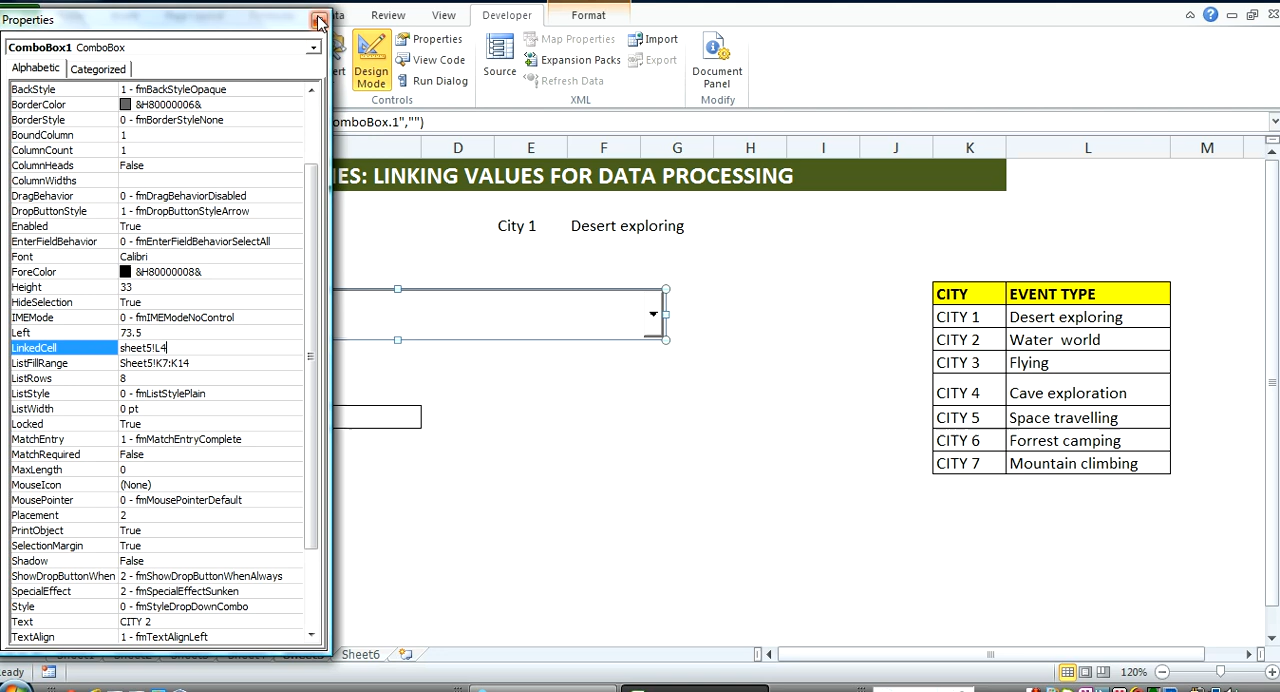 Properties
ComboBox1 ComboBox
Alphabetic Categorized
BackStyle 1 - fmBackStyleOpaque
BorderColor &H80000006&
BorderStyle 0 - fmBorderStyleNone
BoundColumn 1
ColumnCount 1
ColumnHeads False
ColumnWidths
DragBehavior 0 - fmDragBehaviorDisabled
DropButtonStyle 1 - fmDropButtonStyleArrow
Enabled True
EnterFieldBehavior 0 - fmEnterFieldBehaviorSelectAll
Font Calibri
ForeColor &H80000008&
Height 33
HideSelection True
IMEMode 0 - fmIMEModeNoControl
Left 73.5
LinkedCell sheet5!L4
ListFillRange Sheet5!K7:K14
ListRows 8
ListStyle 0 - fmListStylePlain
ListWidth 0 pt
Locked True
MatchEntry 1 - fmMatchEntryComplete
MatchRequired False
MaxLength 0
MouseIcon (None)
MousePointer 0 - fmMousePointerDefault
Placement 2
PrintObject True
SelectionMargin True
Shadow False
ShowDropButtonWhen 2 - fmShowDropButtonWhenAlways
SpecialEffect 2 - fmSpecialEffectSunken
Style 0 - fmStyleDropDownCombo
Text CITY 2
TextAlign 1 - fmTextAlignLeft
ta Review View Developer Format
ert Design Mode Properties View Code Run Dialog
Controls
Source Map Properties Expansion Packs Refresh Data Import Export
XML
Document Panel
Modify
omboBox.1","")
D E F G H I J K L M
IES: LINKING VALUES FOR DATA PROCESSING
City 1 Desert exploring
CITY EVENT TYPE
CITY 1 Desert exploring
CITY 2 Water world
CITY 3 Flying
CITY 4 Cave exploration
CITY 5 Space travelling
CITY 6 Forrest camping
CITY 7 Mountain climbing
Sheet6
eady 120%